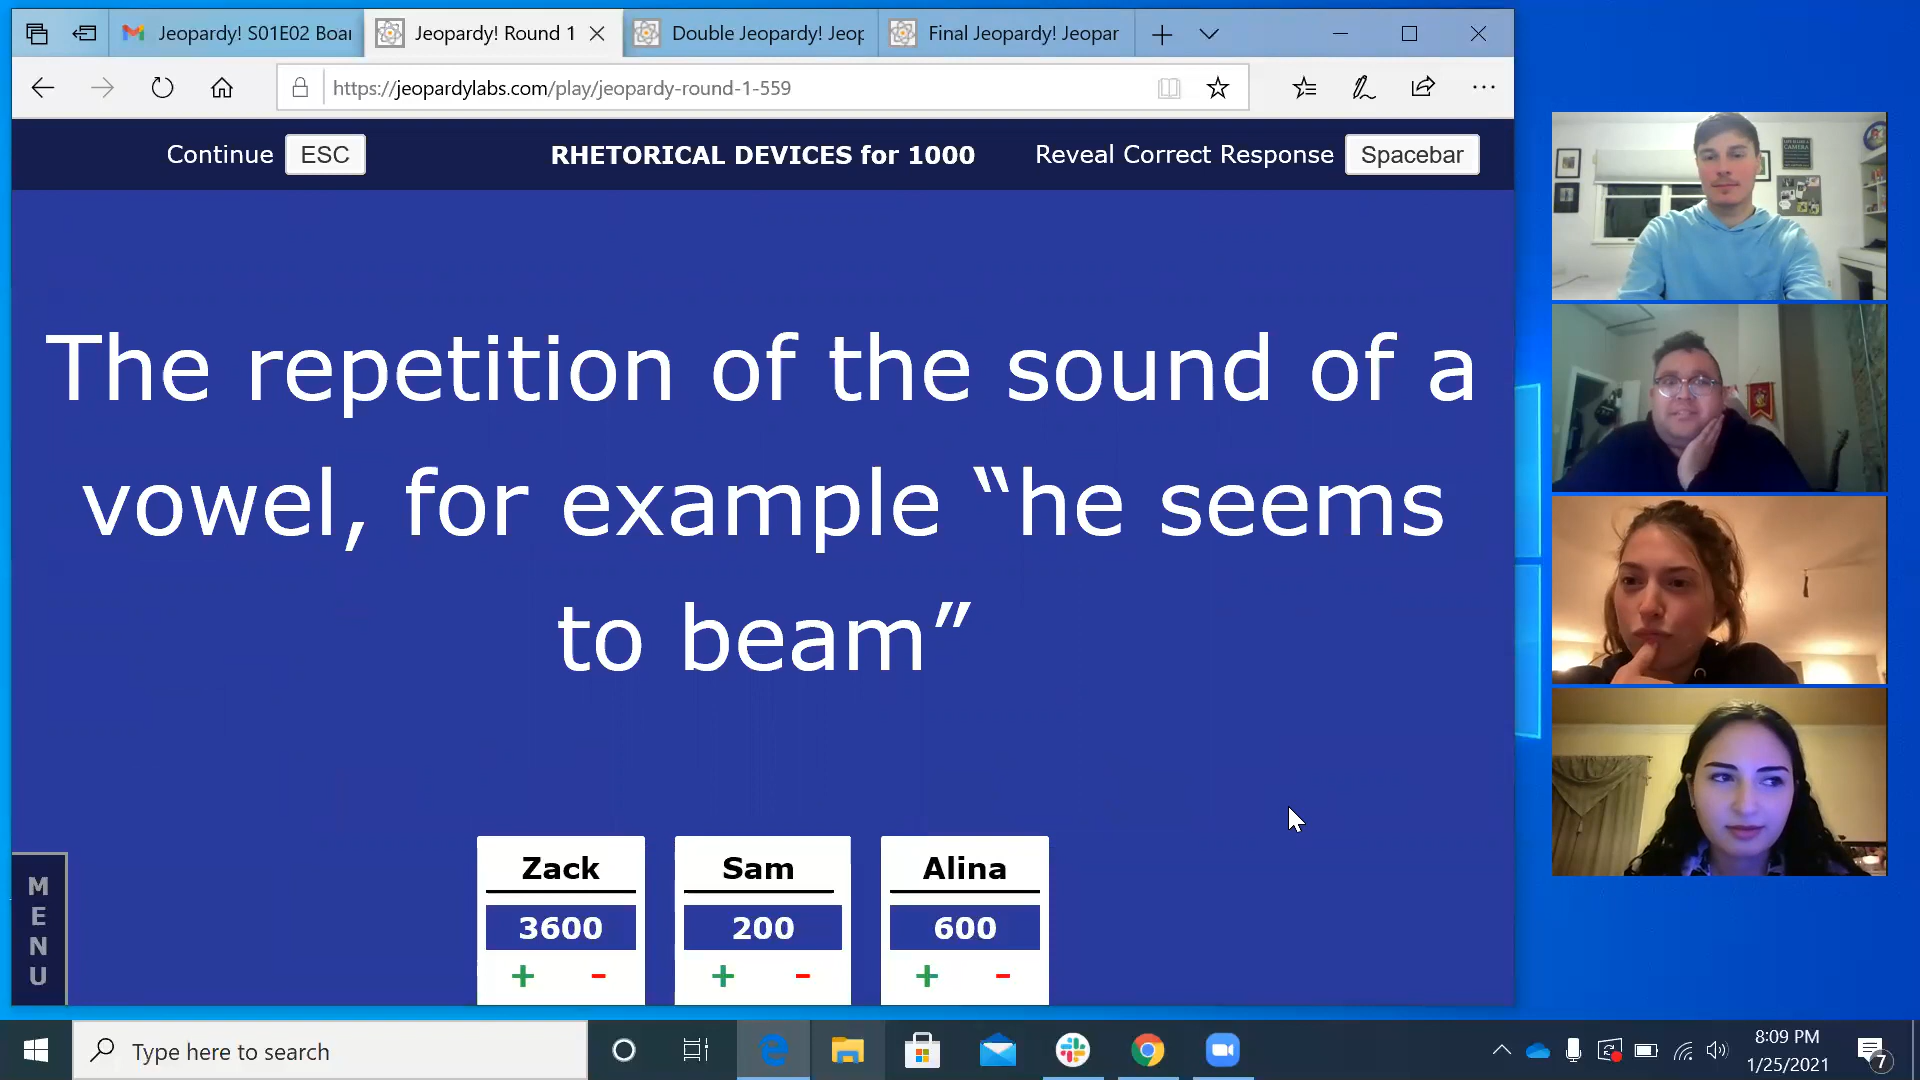 Jeopardy! S01E02 Boar
Jeopardy! Round 1
Double Jeopardy! Jeop
Final Jeopardy! Jeopar
https://jeopardylabs.com/play/jeopardy-round-1-559
Continue ESC
RHETORICAL DEVICES for 1000
Reveal Correct Response Spacebar
The repetition of the sound of a
vowel, for example “he seems
to beam”
MENU
Zack
3600
+ -
Sam
200
+ -
Alina
600
+ -
Type here to search
8:09 PM
1/25/2021
7